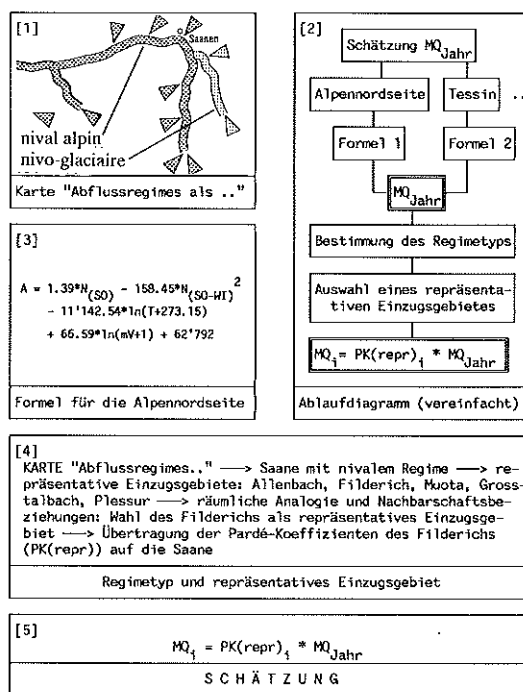 [1]
Saanen
nival alpin
nivo-glaciaire
Karte "Abflussregimes als .."
[2]
Schätzung MQJahr
Alpennordseite
Tessin ..
Formel 1
Formel 2
MQJahr
Bestimmung des Regimetyps
Auswahl eines repräsenta-
tiven Einzugsgebietes
MQi= PK(repr)i * MQJahr
Ablaufdiagramm (vereinfacht)
[3]
A = 1.39*N(SO) - 158.45*N(SO-WI)2
- 11'142.54*ln(T+273.15)
+ 66.59*ln(mV+1) + 62'792
Formel für die Alpennordseite
[4]
KARTE "Abflussregimes.." ——> Saane mit nivalem Regime ——> re-
präsentative Einzugsgebiete: Allenbach, Filderich, Muota, Gross-
talbach, Plessur ——> räumliche Analogie und Nachbarschaftsbe-
ziehungen: Wahl des Filderichs als repräsentatives Einzugsge-
biet ——> Übertragung der Pardé-Koeffizienten des Filderichs
(PK(repr)) auf die Saane
Regimetyp und repräsentatives Einzugsgebiet
[5]
MQi = PK(repr)i * MQJahr
S C H Ä T Z U N G